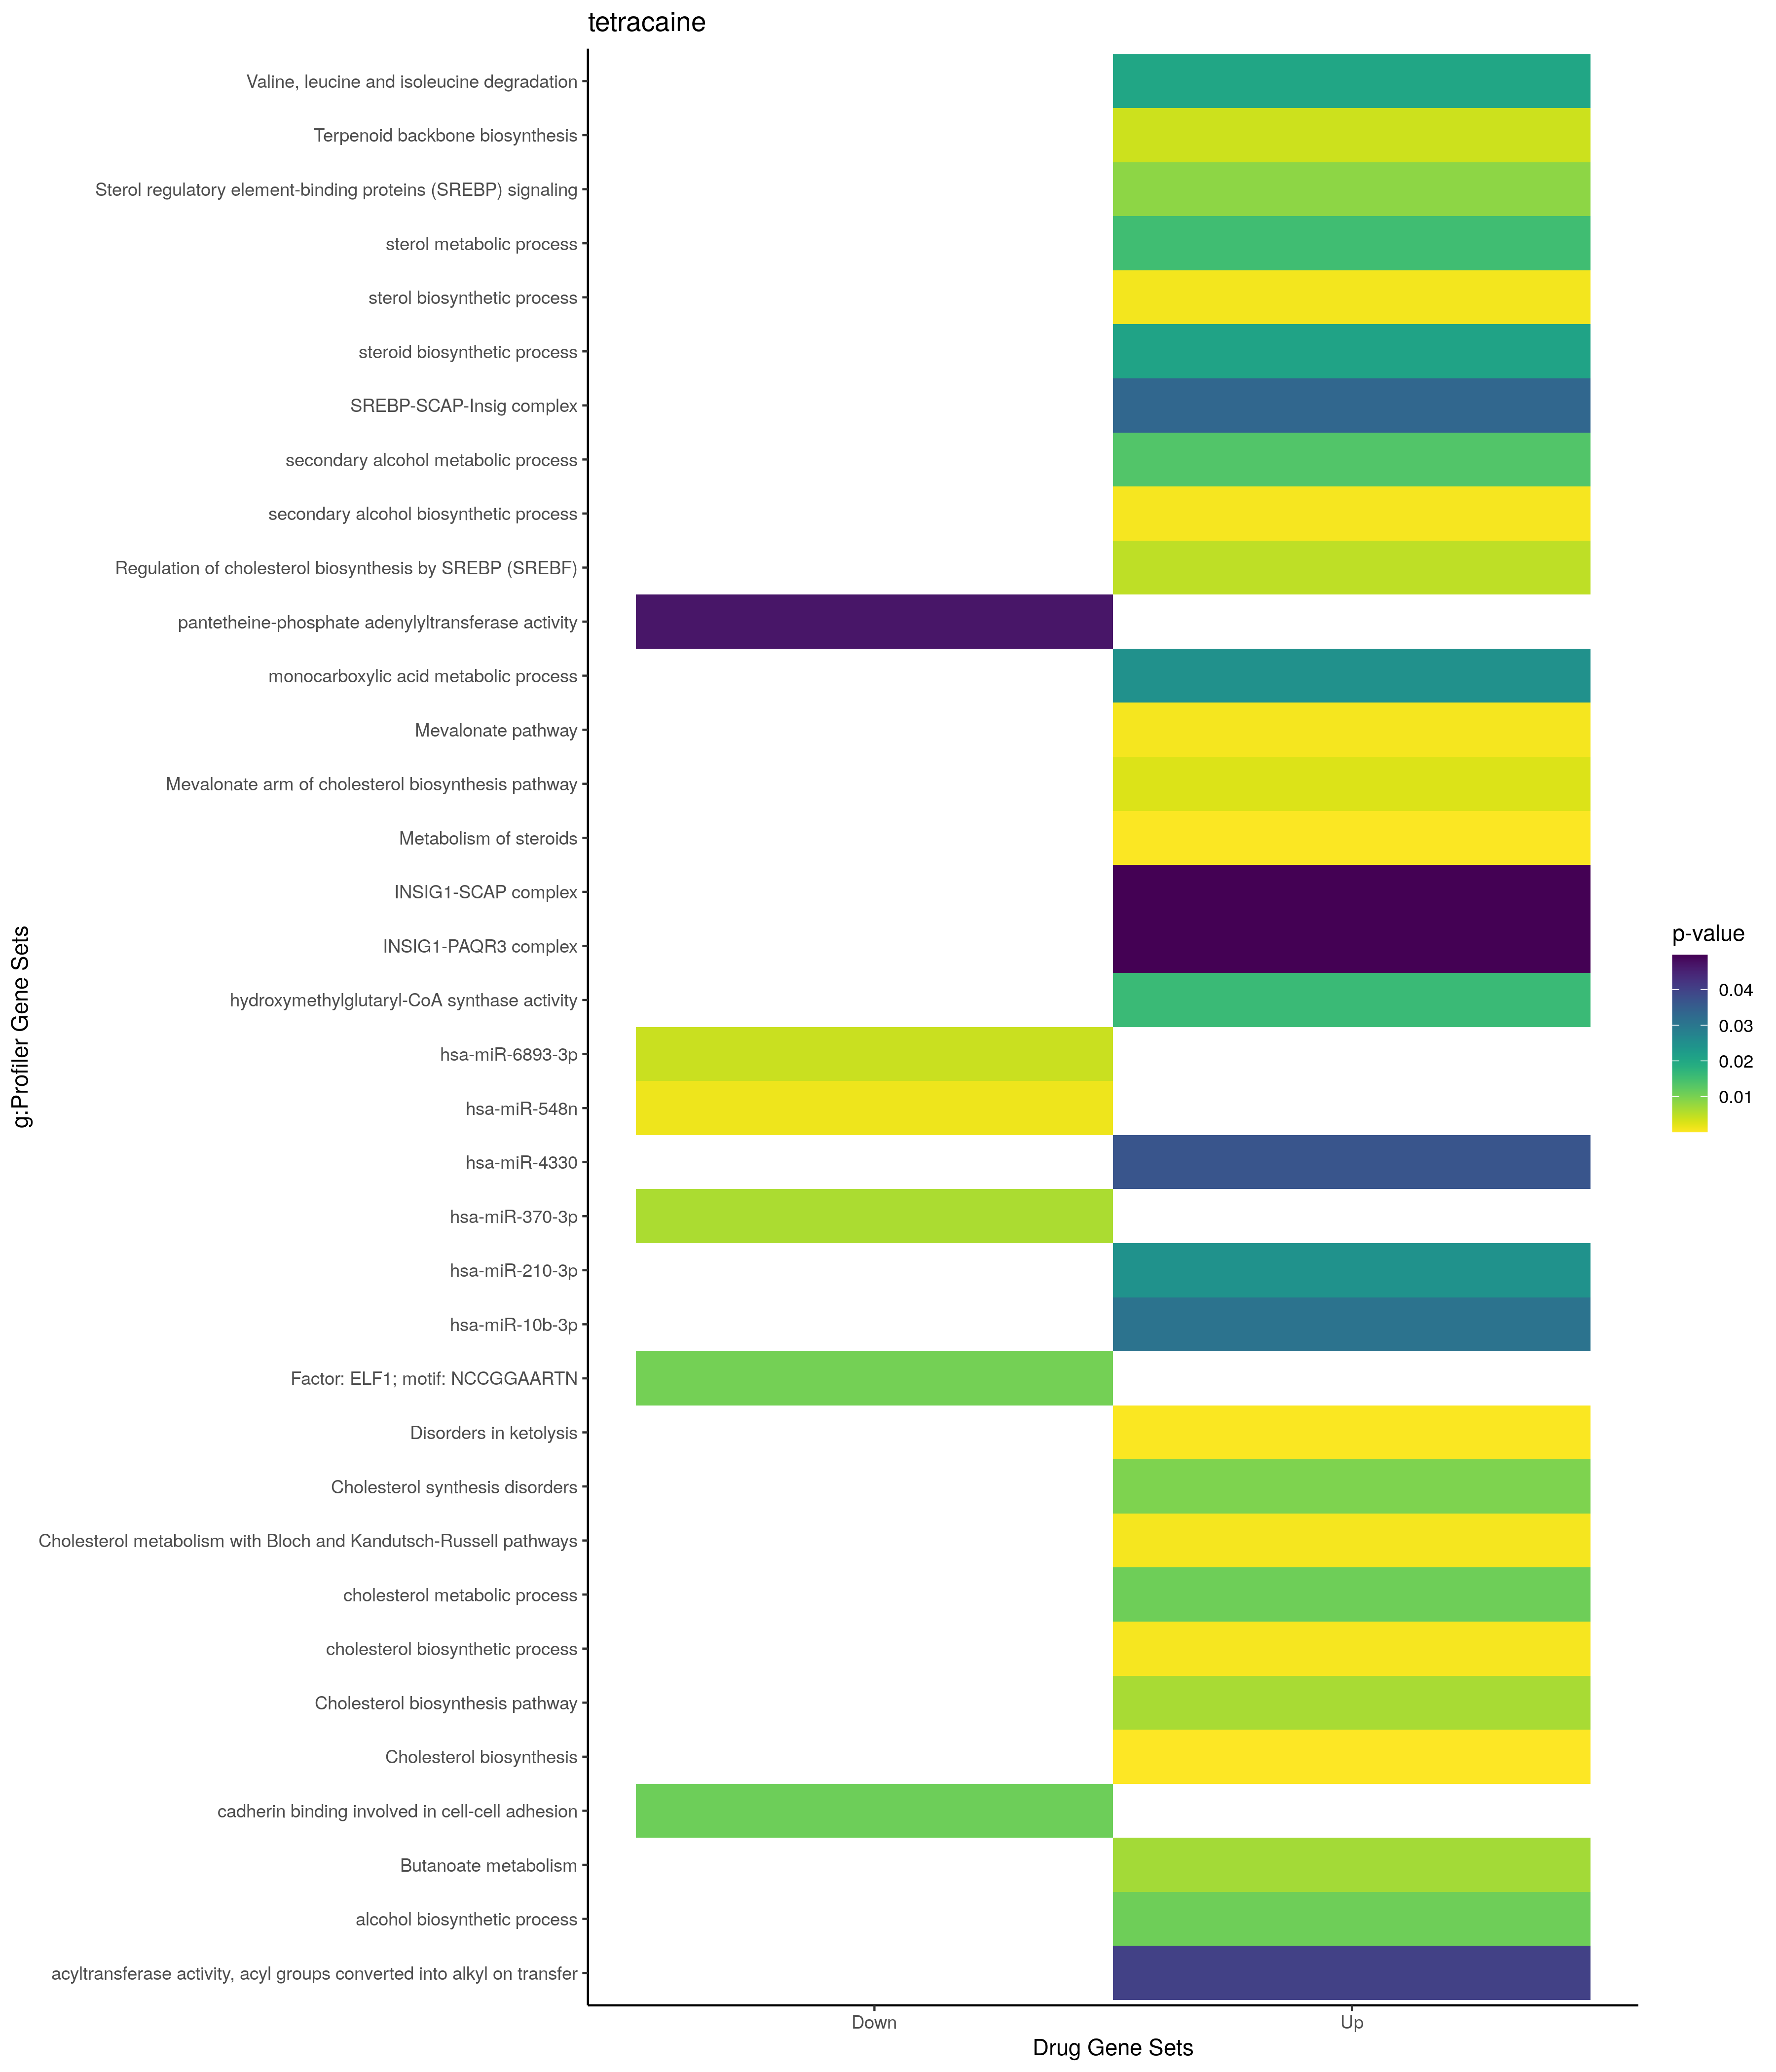 tetracaine
Valine, leucine and isoleucine degradation
Terpenoid backbone biosynthesis
Sterol regulatory element-binding proteins (SREBP) signaling
sterol metabolic process
sterol biosynthetic process
steroid biosynthetic process
SREBP-SCAP-Insig complex
secondary alcohol metabolic process
secondary alcohol biosynthetic process
Regulation of cholesterol biosynthesis by SREBP (SREBF)
pantetheine-phosphate adenylyltransferase activity
monocarboxylic acid metabolic process
Mevalonate pathway
Mevalonate arm of cholesterol biosynthesis pathway
Metabolism of steroids
INSIG1-SCAP complex
INSIG1-PAQR3 complex
hydroxymethylglutaryl-CoA synthase activity
hsa-miR-6893-3p
hsa-miR-548n
hsa-miR-4330
hsa-miR-370-3p
hsa-miR-210-3p
hsa-miR-10b-3p
Factor: ELF1; motif: NCCGGAARTN
Disorders in ketolysis
Cholesterol synthesis disorders
Cholesterol metabolism with Bloch and Kandutsch-Russell pathways
cholesterol metabolic process
cholesterol biosynthetic process
Cholesterol biosynthesis pathway
Cholesterol biosynthesis
cadherin binding involved in cell-cell adhesion
Butanoate metabolism
alcohol biosynthetic process
acyltransferase activity, acyl groups converted into alkyl on transfer
g:Profiler Gene Sets
Down
Up
Drug Gene Sets
p-value
0.04
0.03
0.02
0.01